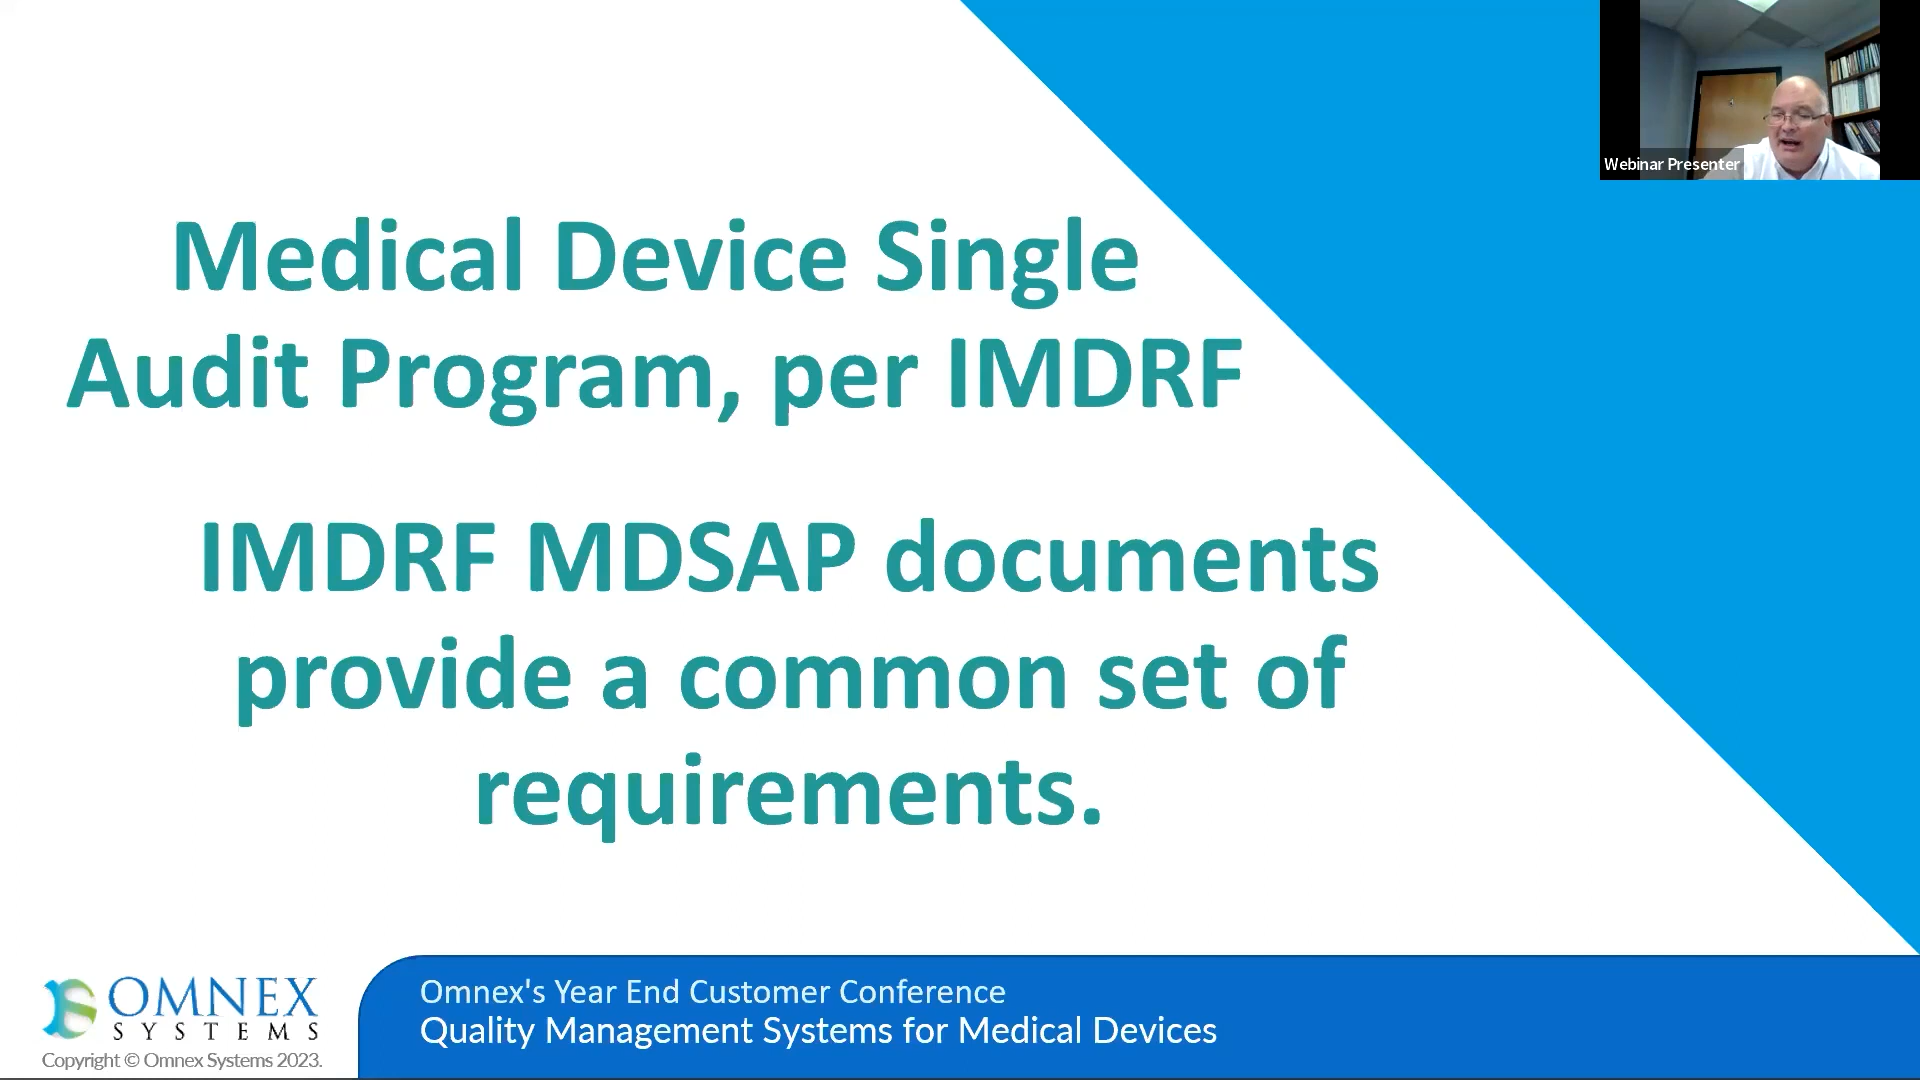 Webinar Presenter
Medical Device Single
Audit Program, per IMDRF
IMDRF MDSAP documents
provide a common set of
requirements.
OMNEX
SYSTEMS
Copyright © Omnex Systems 2023.
Omnex's Year End Customer Conference
Quality Management Systems for Medical Devices